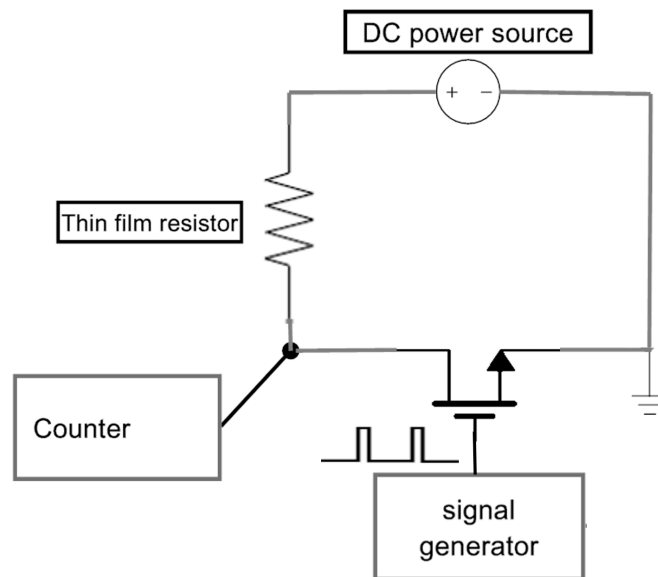 DC power source
+ −
Thin film resistor
Counter
signal
generator